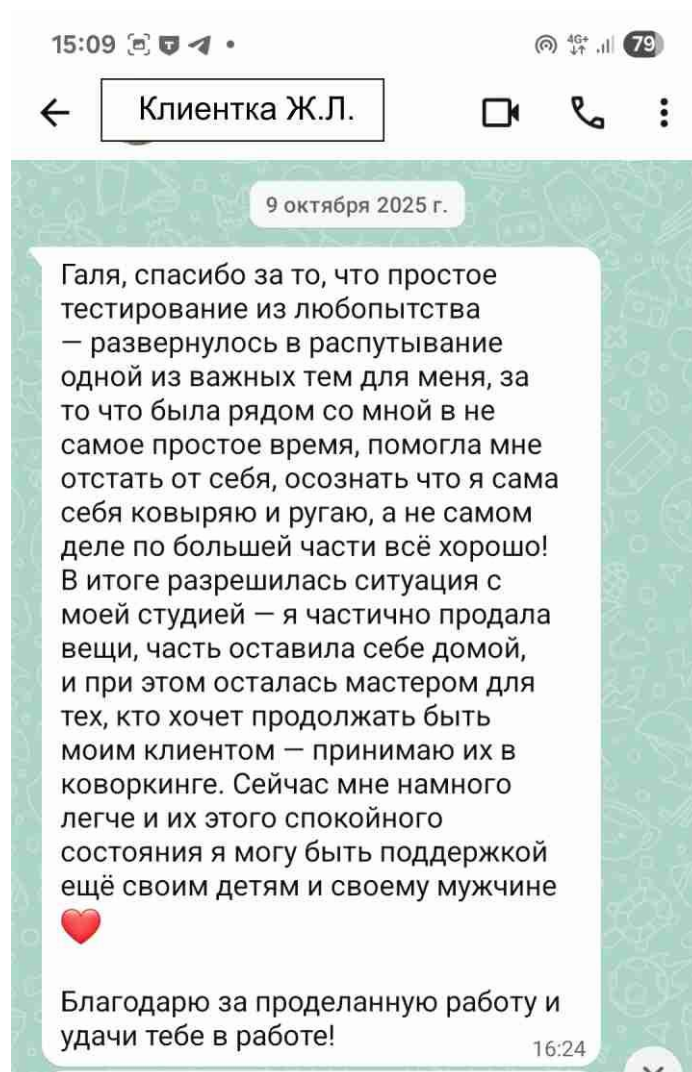 15:09
4G+
79
Клиентка Ж.Л.
9 октября 2025 г.
Галя, спасибо за то, что простое
тестирование из любопытства
— развернулось в распутывание
одной из важных тем для меня, за
то что была рядом со мной в не
самое простое время, помогла мне
отстать от себя, осознать что я сама
себя ковыряю и ругаю, а не самом
деле по большей части всё хорошо!
В итоге разрешилась ситуация с
моей студией — я частично продала
вещи, часть оставила себе домой,
и при этом осталась мастером для
тех, кто хочет продолжать быть
моим клиентом — принимаю их в
коворкинге. Сейчас мне намного
легче и их этого спокойного
состояния я могу быть поддержкой
ещё своим детям и своему мужчине
Благодарю за проделанную работу и
удачи тебе в работе!
16:24